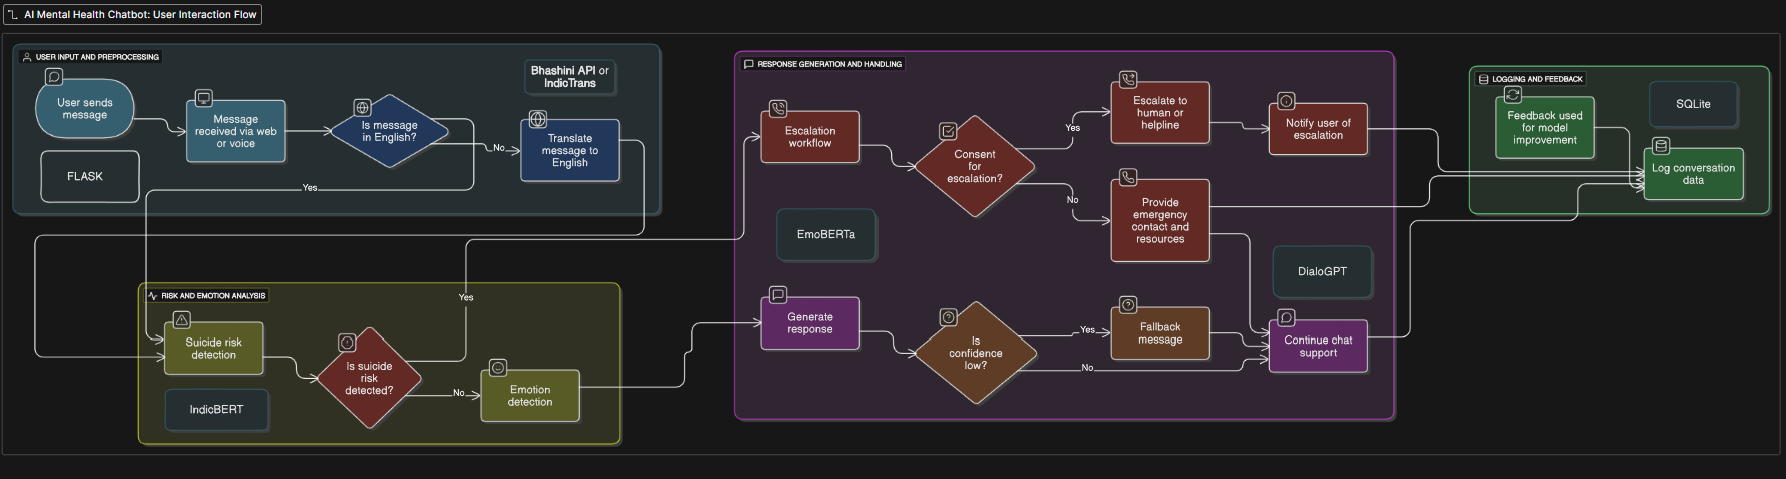 AI Mental Health Chatbot: User Interaction Flow
USER INPUT AND PREPROCESSING
User sends
message
Message
received via web
or voice
Is message
in English?
Bhashini API or
IndicTrans
No
Translate
message to
English
FLASK
Yes
RISK AND EMOTION ANALYSIS
Suicide risk
detection
Is suicide
risk
detected?
Yes
No
Emotion
detection
IndicBERT
RESPONSE GENERATION AND HANDLING
Escalation
workflow
Consent
for
escalation?
Yes
Escalate to
human or
helpline
Notify user of
escalation
No
Provide
emergency
contact and
resources
EmoBERTa
DialoGPT
Generate
response
Is
confidence
low?
Yes
Fallback
message
No
Continue chat
support
LOGGING AND FEEDBACK
Feedback used
for model
improvement
SQLite
Log conversation
data